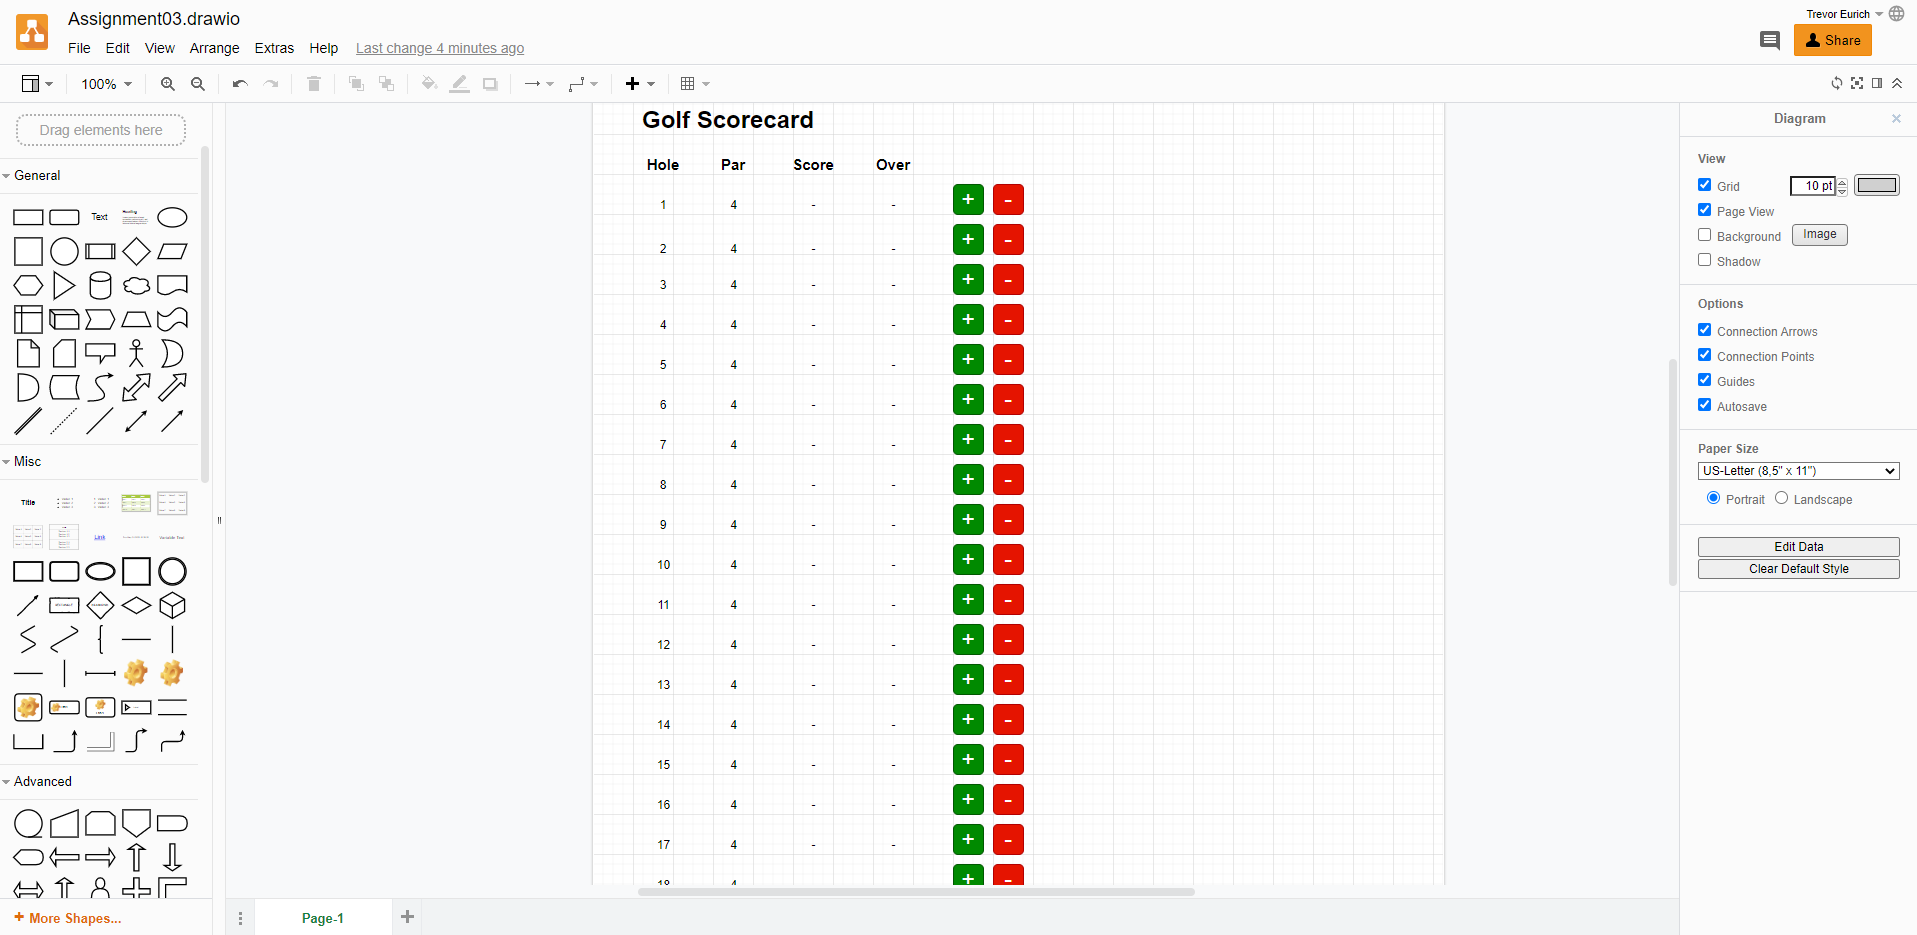 Assignment03.drawio
Trevor Eurich
File Edit View Arrange Extras Help Last change 4 minutes ago
Share
100%
Drag elements here
General
Text
Heading
Misc
Title
Link
Advanced
+ More Shapes...
Golf Scorecard
Hole Par Score Over
1 4 - - + -
2 4 - - + -
3 4 - - + -
4 4 - - + -
5 4 - - + -
6 4 - - + -
7 4 - - + -
8 4 - - + -
9 4 - - + -
10 4 - - + -
11 4 - - + -
12 4 - - + -
13 4 - - + -
14 4 - - + -
15 4 - - + -
16 4 - - + -
17 4 - - + -
18 4 + -
Page-1
Diagram
View
Grid 10 pt
Page View
Background Image
Shadow
Options
Connection Arrows
Connection Points
Guides
Autosave
Paper Size
US-Letter (8,5" x 11")
Portrait Landscape
Edit Data
Clear Default Style